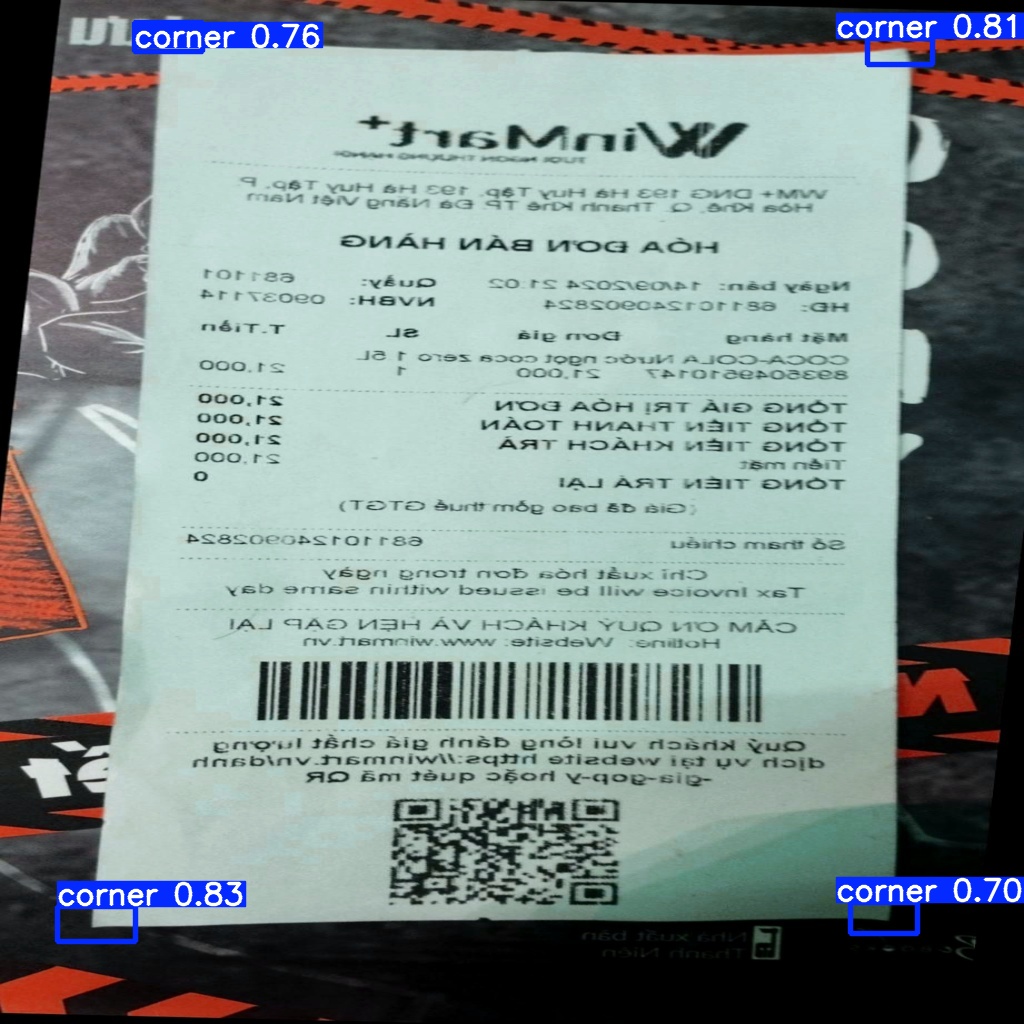 corner 0.76
corner 0.81
WinMart+
TƯƠI NGON THƯỢNG HẠNG
WM+ DNG 193 Hà Huy Tập, 193 Hà Huy Tập, P.
Hòa Khê, Q. Thanh Khê TP. Đà Nẵng Việt Nam
HÓA ĐƠN BÁN HÀNG
Ngày bán: 14/09/2024 21:02 Quầy: 681101
HĐ: 681101240902824 NVBH: 09037114
Mặt hàng Đơn giá SL T.Tiền
COCA-COLA Nước ngọt coca zero 1.5L
8935049510147 21,000 1 21,000
TỔNG GIÁ TRỊ HÓA ĐƠN 21,000
TỔNG TIỀN THANH TOÁN 21,000
TỔNG TIỀN KHÁCH TRẢ 21,000
Tiền mặt 21,000
TỔNG TIỀN TRẢ LẠI 0
(Giá đã bao gồm thuế GTGT)
Số tham chiếu 681101240902824
Chỉ xuất hóa đơn trong ngày
Tax Invoice will be issued within same day
CẢM ƠN QUÝ KHÁCH VÀ HẸN GẶP LẠI
Hotline: Website: www.winmart.vn
Quý khách vui lòng đánh giá chất lượng
dịch vụ tại website https://winmart.vn/danh
-gia-gop-y hoặc quét mã QR
corner 0.83
corner 0.70
Nhà xuất bản
Thanh Niên